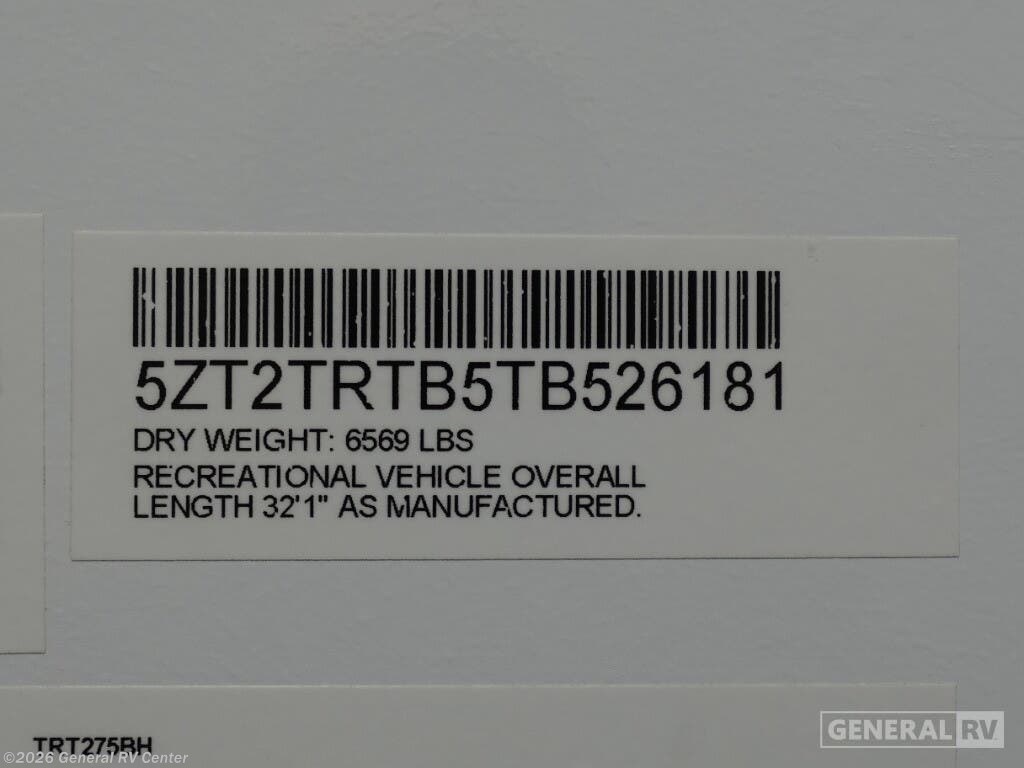 5ZT2TRTB5TB526181
DRY WEIGHT: 6569 LBS
RECREATIONAL VEHICLE OVERALL
LENGTH 32'1" AS MANUFACTURED.
TRT275BH
©2026 General RV Center
GENERAL RV